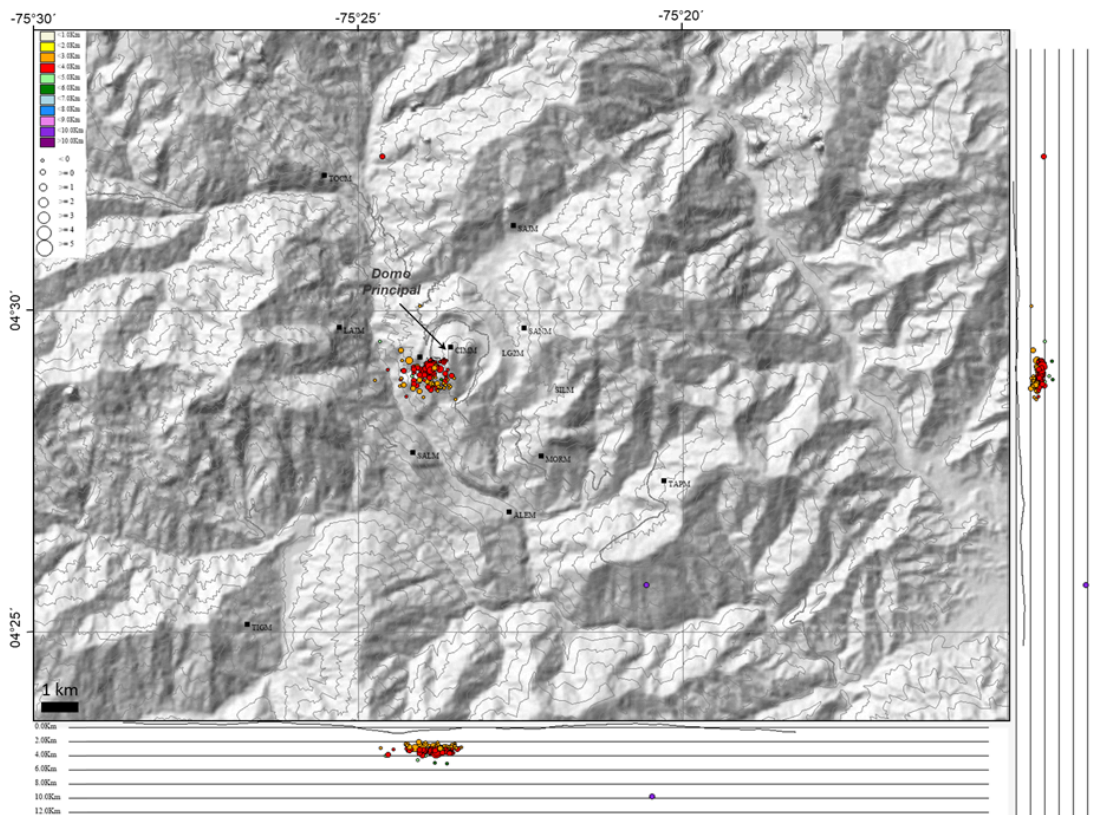 -75°30´
-75°25´
-75°20´
<1.0Km
<2.0Km
<3.0Km
<4.0Km
<5.0Km
<6.0Km
<7.0Km
<8.0Km
<9.0Km
<10.0Km
>10.0Km
< 0
>= 0
>= 1
>= 2
>= 3
>= 4
>= 5
TOCM
SAJM
Domo
Principal
04°30´
LAJM
SANM
CIMM
LG2M
SILM
SALM
MORM
TAPM
ALEM
04°25´
TIGM
1 km
0.0Km
2.0Km
4.0Km
6.0Km
8.0Km
10.0Km
12.0Km